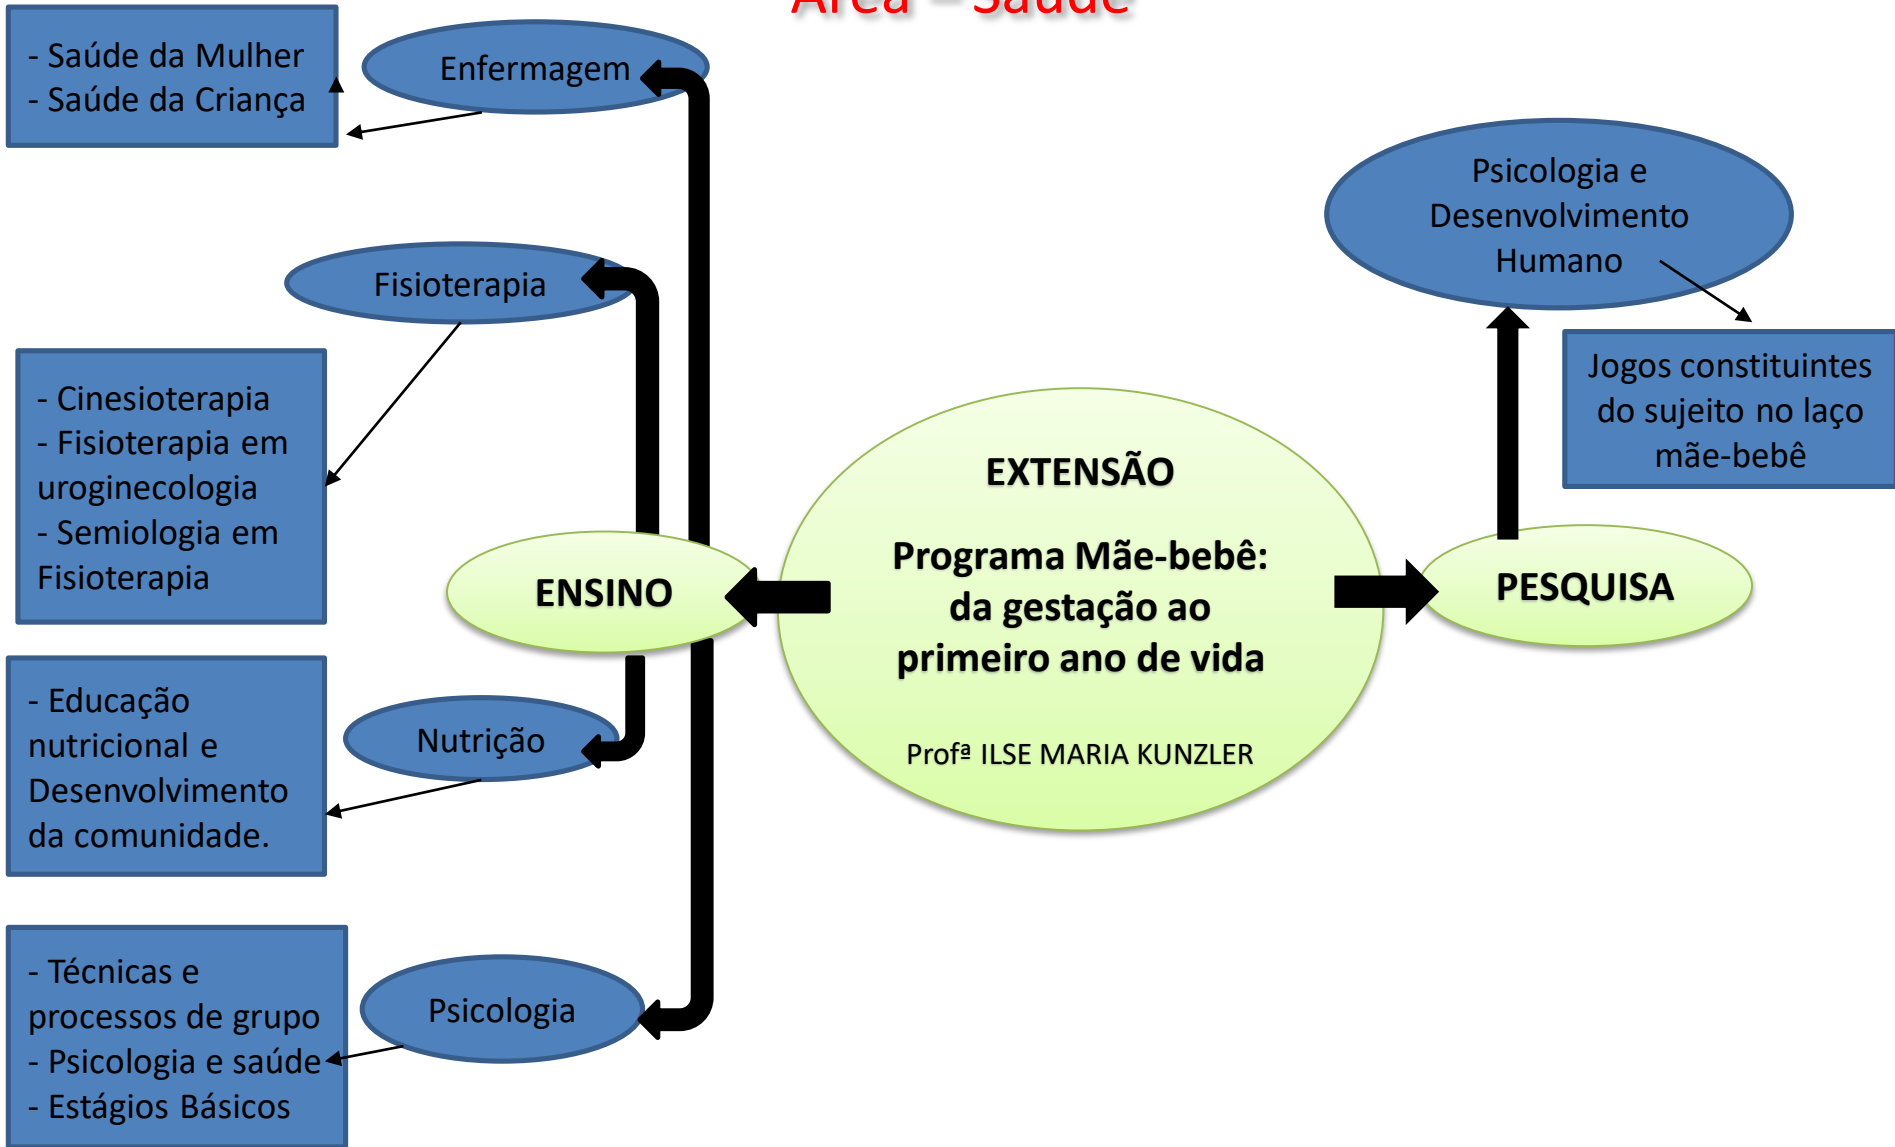 Área – Saúde
- Saúde da Mulher
- Saúde da Criança
Enfermagem
Fisioterapia
- Cinesioterapia
- Fisioterapia em
uroginecologia
- Semiologia em
Fisioterapia
ENSINO
- Educação
nutricional e
Desenvolvimento
da comunidade.
Nutrição
- Técnicas e
processos de grupo
- Psicologia e saúde
- Estágios Básicos
Psicologia
EXTENSÃO
Programa Mãe-bebê:
da gestação ao
primeiro ano de vida
Profª ILSE MARIA KUNZLER
Psicologia e
Desenvolvimento
Humano
Jogos constituintes
do sujeito no laço
mãe-bebê
PESQUISA